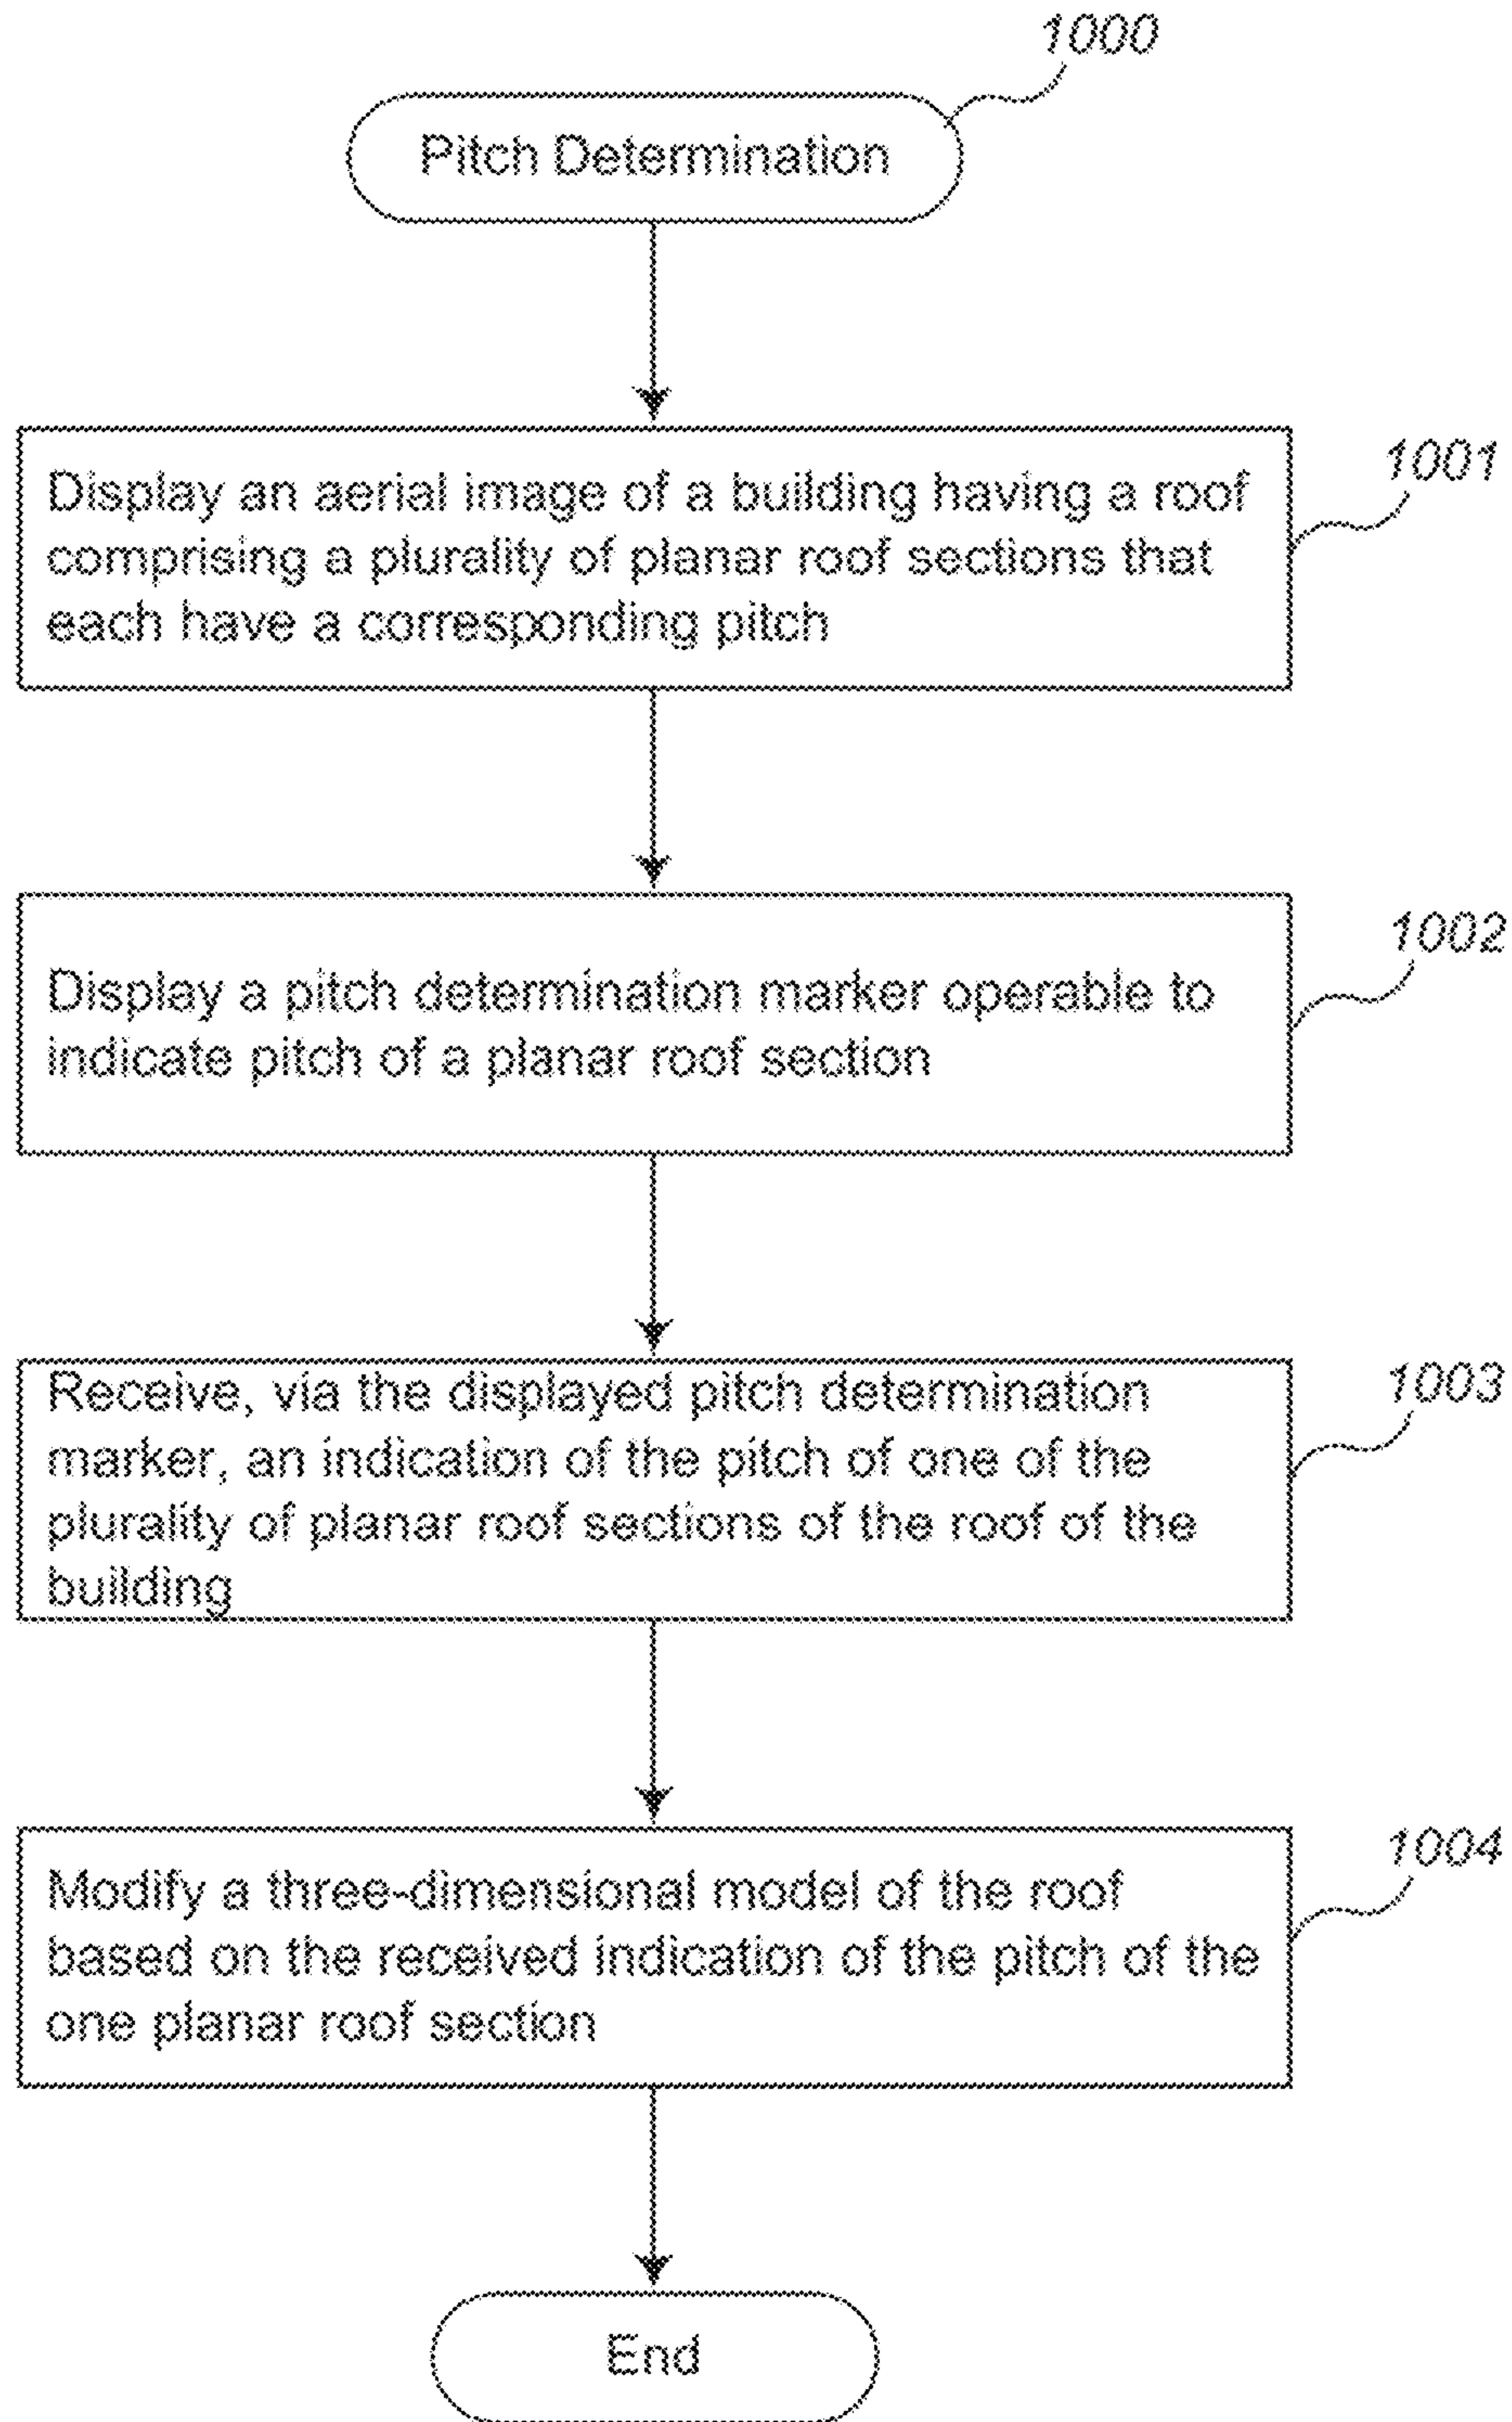 1000
Pitch Determination
1001
Display an aerial image of a building having a roof
comprising a plurality of planar roof sections that
each have a corresponding pitch
1002
Display a pitch determination marker operable to
indicate pitch of a planar roof section
1003
Receive, via the displayed pitch determination
marker, an indication of the pitch of one of the
plurality of planar roof sections of the roof of the
building
1004
Modify a three-dimensional model of the roof
based on the received indication of the pitch of the
one planar roof section
End